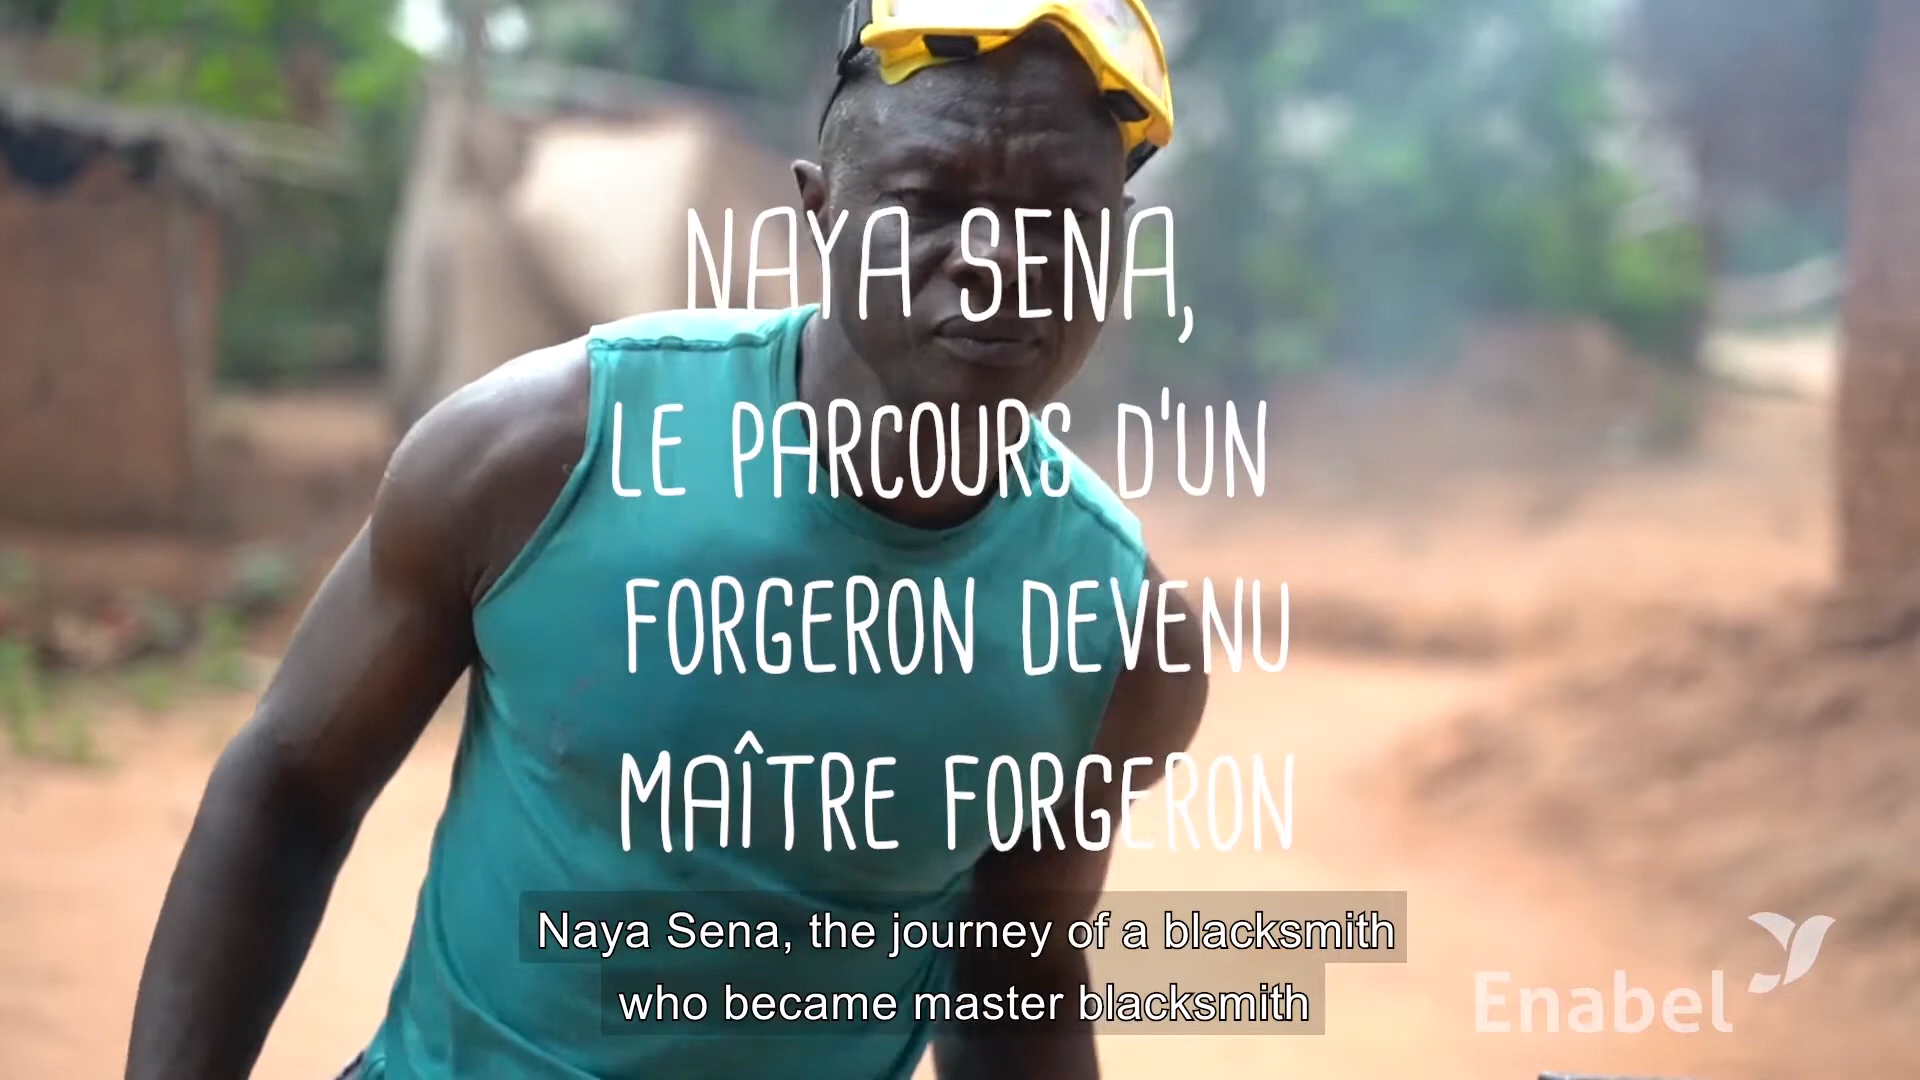 NAYA SENA,
LE PARCOURS D'UN
FORGERON DEVENU
MAÎTRE FORGERON
Naya Sena, the journey of a blacksmith
who became master blacksmith
Enabel